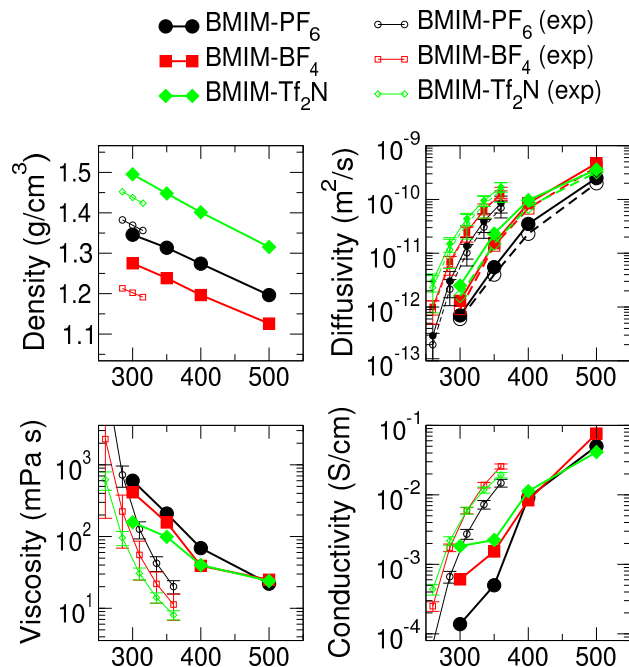 BMIM-PF₆ BMIM-PF₆ (exp)
BMIM-BF₄ BMIM-BF₄ (exp)
BMIM-Tf₂N BMIM-Tf₂N (exp)
Density (g/cm³)
1.5
1.4
1.3
1.2
1.1
300 400 500
Diffusivity (m²/s)
10⁻⁹
10⁻¹⁰
10⁻¹¹
10⁻¹²
10⁻¹³
300 400 500
Viscosity (mPa s)
10³
10²
10¹
300 400 500
Conductivity (S/cm)
10⁻¹
10⁻²
10⁻³
10⁻⁴
300 400 500